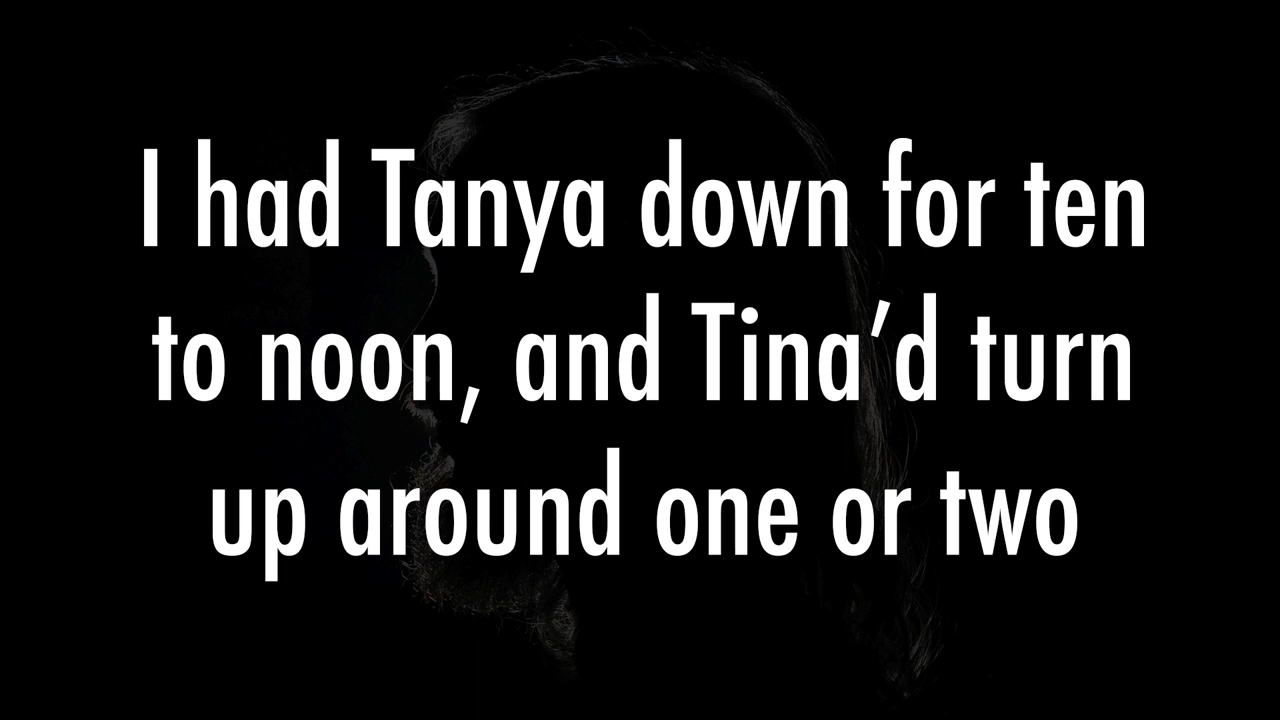 I had Tanya down for ten
to noon, and Tina’d turn
up around one or two